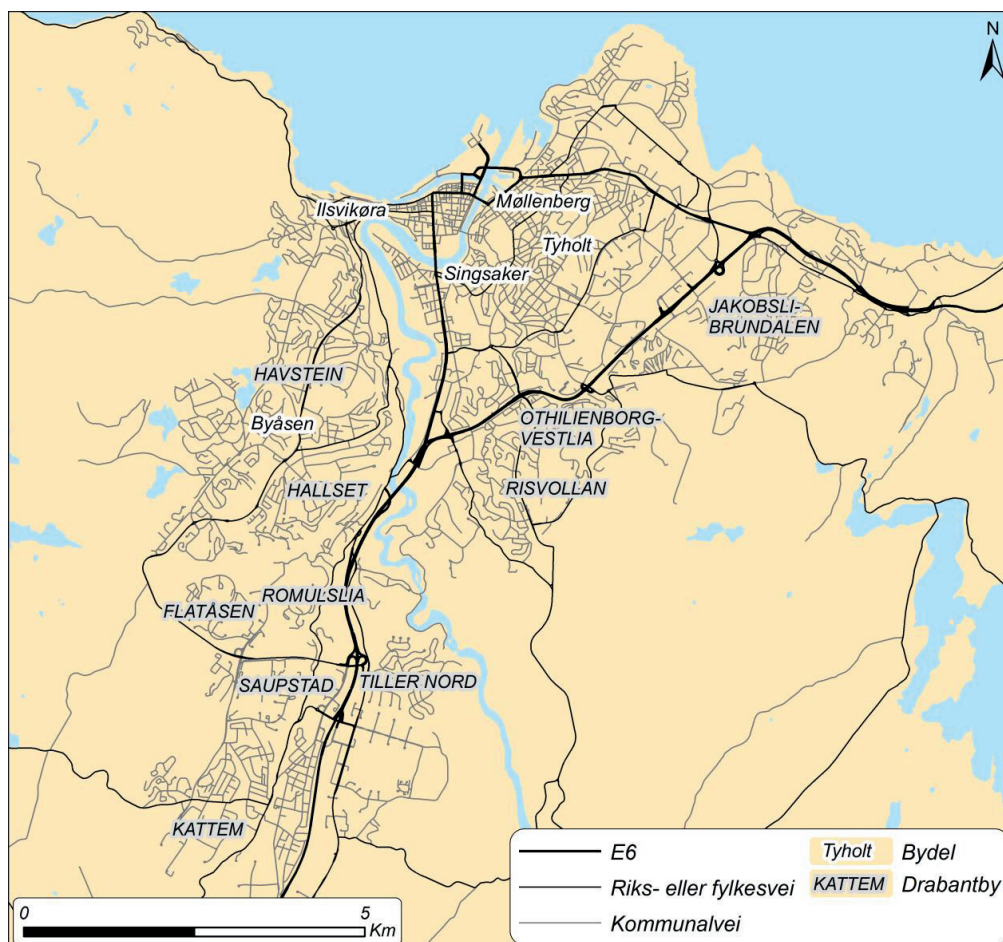 N
Ilsvikøra
Møllenberg
Tyholt
Singsaker
JAKOBSLI-
BRUNDALEN
HAVSTEIN
Byåsen
OTHILIENBORG-
VESTLIA
HALLSET
RISVOLLAN
ROMULSLIA
FLATÅSEN
SAUPSTAD
TILLER NORD
KATTEM
E6
Riks- eller fylkesvei
Kommunalvei
Tyholt Bydel
KATTEM Drabantby
0 5
Km